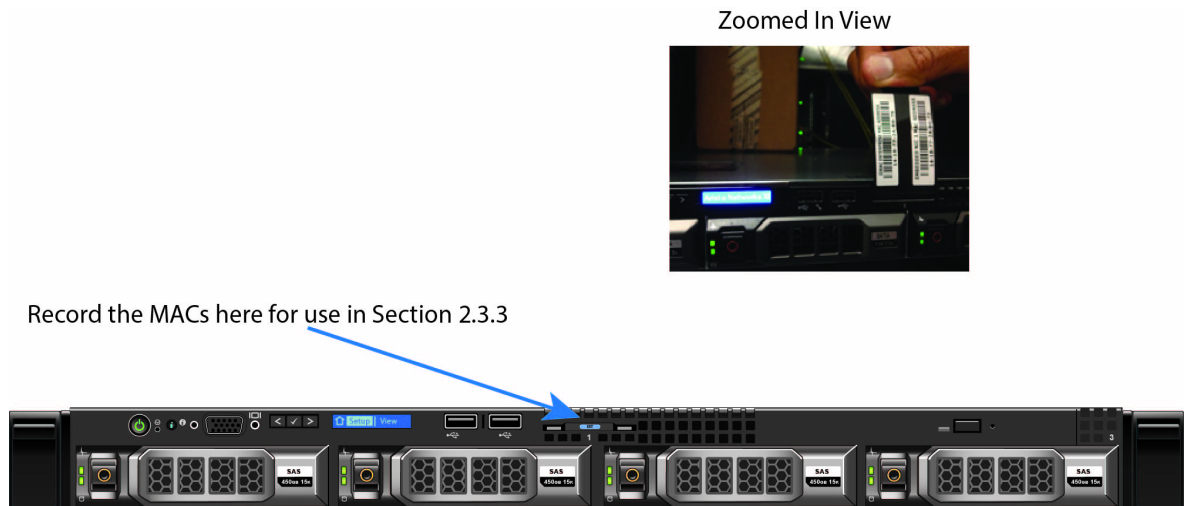 Zoomed In View
Record the MACs here for use in Section 2.3.3
Setup View
1
3
SAS
450GB 15K
SAS
450GB 15K
SAS
450GB 15K
SAS
450GB 15K